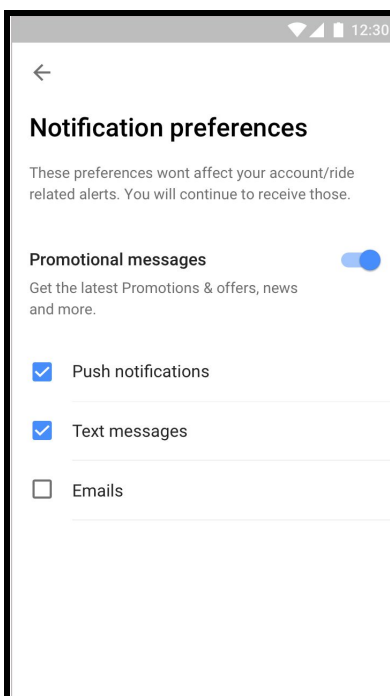 12:30
Notification preferences
These preferences wont affect your account/ride
related alerts. You will continue to receive those.
Promotional messages
Get the latest Promotions & offers, news
and more.
Push notifications
Text messages
Emails